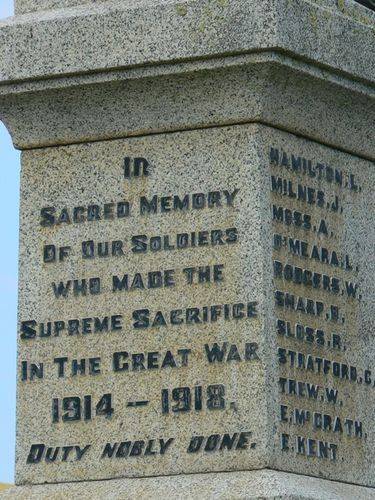 IN
SACRED MEMORY
OF OUR SOLDIERS
WHO MADE THE
SUPREME SACRIFICE
IN THE GREAT WAR
1914 - 1918.
DUTY NOBLY DONE.
HAMILTON, L.
MILNES, J.
MOSS, A.
O'MEARA, L.
RODGERS, W.
SHARP, B.
SLOSS, R.
STRATFORD, C.
TREW, W.
E. McGRATH.
E. KENT.